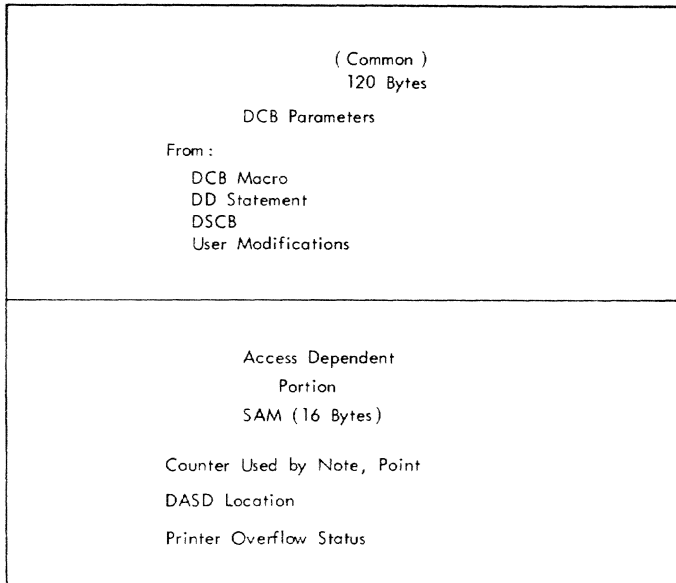 ( Common )
120 Bytes
DCB Parameters
From :
DCB Macro
DD Statement
DSCB
User Modifications
Access Dependent
Portion
SAM ( 16 Bytes )
Counter Used by Note, Point
DASD Location
Printer Overflow Status